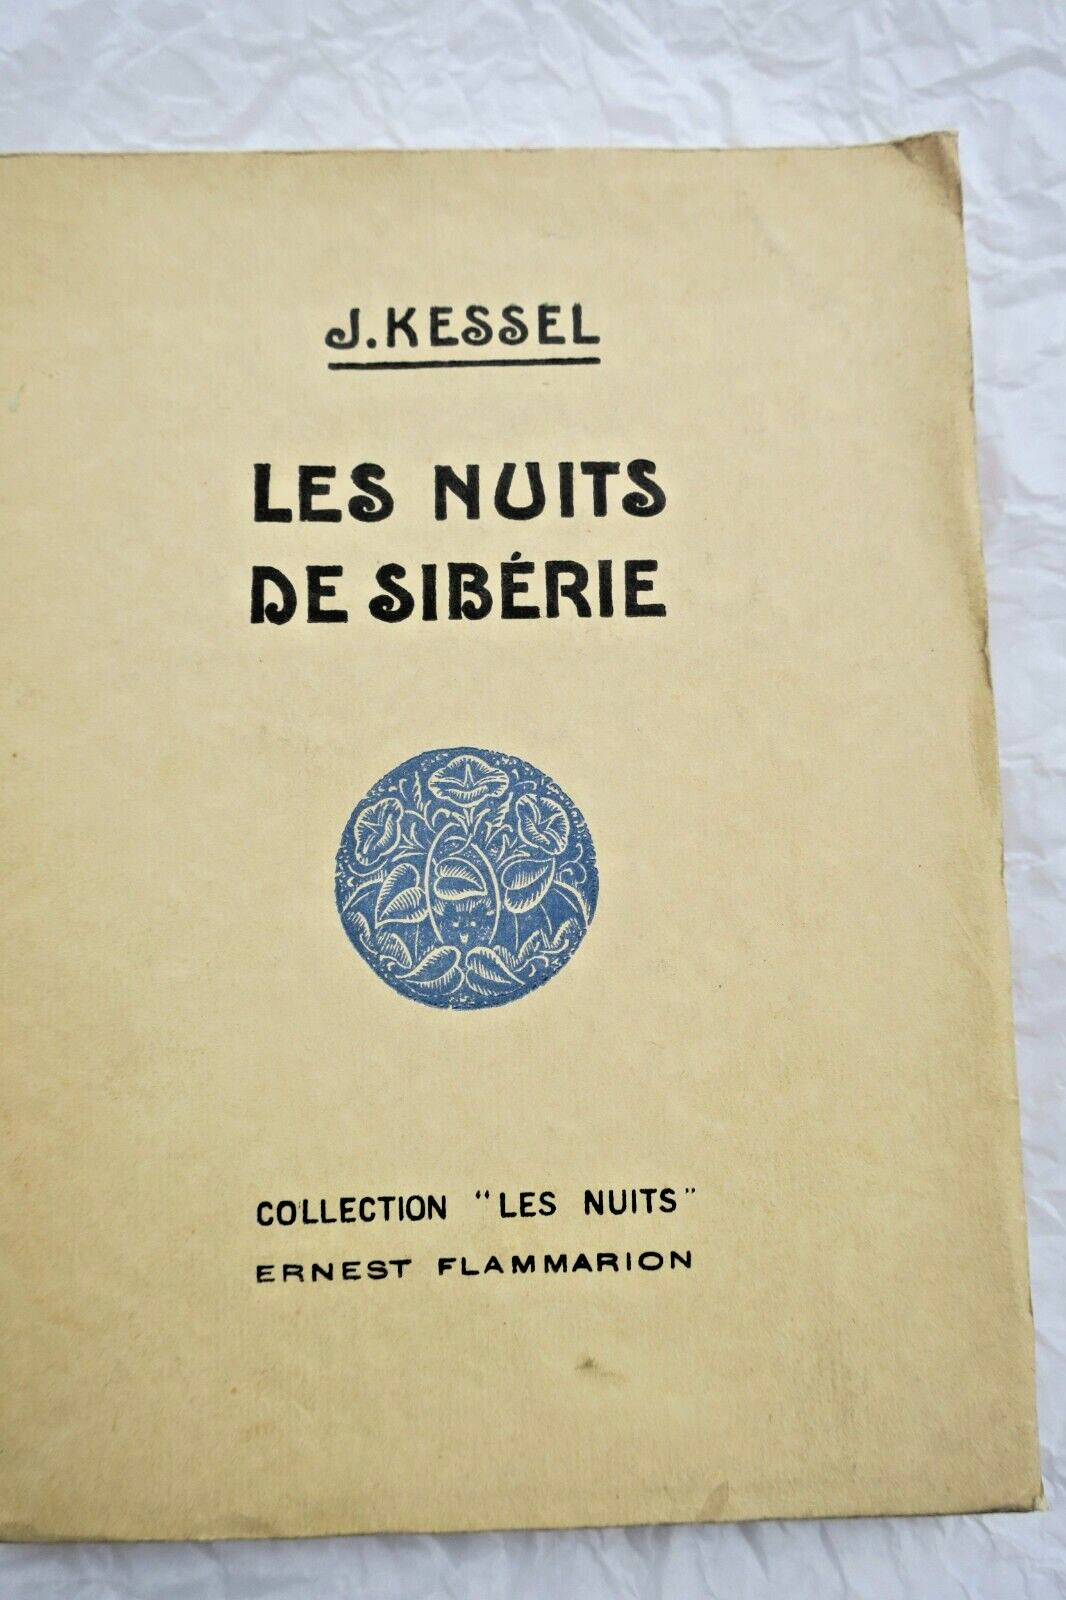 J. KESSEL
LES NUITS
DE SIBÉRIE
COLLECTION "LES NUITS"
ERNEST FLAMMARION